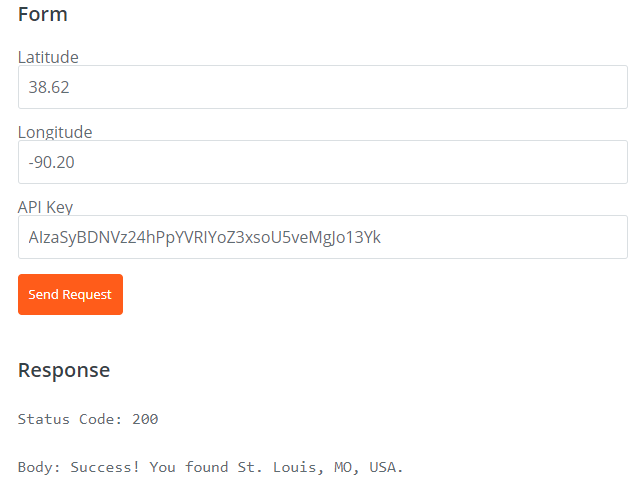 Form
Latitude
38.62
Longitude
-90.20
API Key
AIzaSyBDNVz24hPpYVRIYoZ3xsoU5veMgJo13Yk
Send Request
Response
Status Code: 200
Body: Success! You found St. Louis, MO, USA.